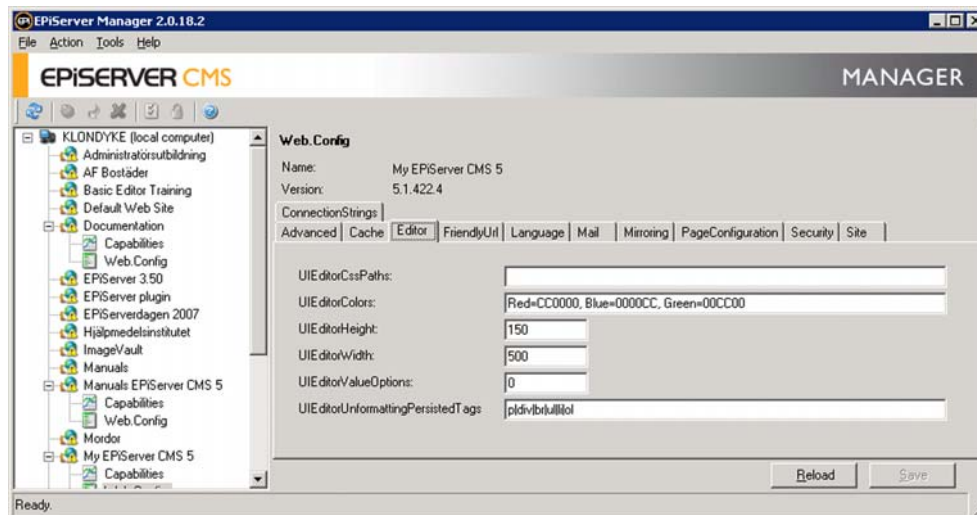 EPiServer Manager 2.0.18.2
File Action Tools Help
EPiSERVER CMS
MANAGER
KLONDYKE (local computer)
Administratörsutbildning
AF Bostäder
Basic Editor Training
Default Web Site
Documentation
Capabilities
Web.Config
EPiServer 3.50
EPiServer plugin
EPiServerdagen 2007
Hjälpmedelsinstitutet
ImageVault
Manuals
Manuals EPiServer CMS 5
Capabilities
Web.Config
Mordor
My EPiServer CMS 5
Capabilities
Web.Config
Name: My EPiServer CMS 5
Version: 5.1.422.4
ConnectionStrings
Advanced Cache Editor FriendlyUrl Language Mail Mirroring PageConfiguration Security Site
UIEditorCssPaths:
UIEditorColors: Red=CC0000, Blue=0000CC, Green=00CC00
UIEditorHeight: 150
UIEditorWidth: 500
UIEditorValueOptions: 0
UIEditorUnformattingPersistedTags p|div|br|ul|li|ol
Reload Save
Ready.